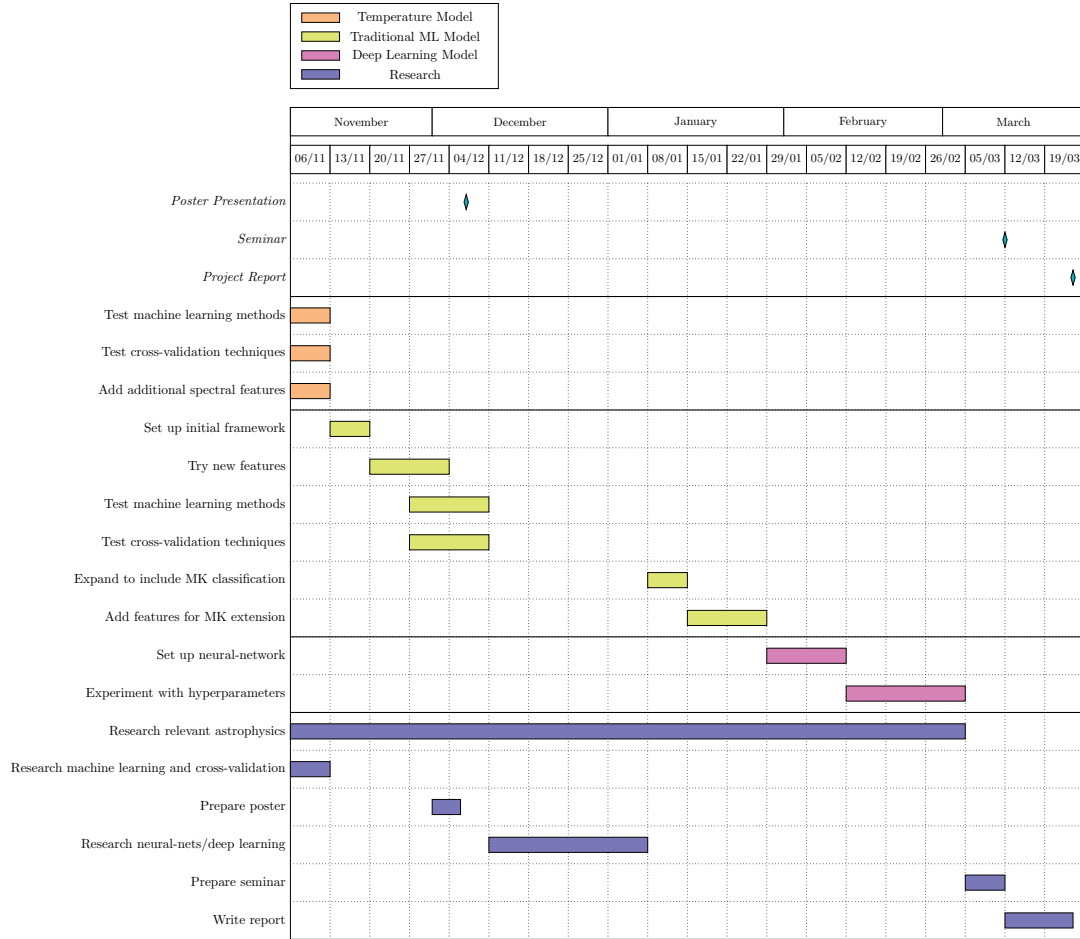 Temperature Model
Traditional ML Model
Deep Learning Model
Research
November December January February March
06/11 13/11 20/11 27/11 04/12 11/12 18/12 25/12 01/01 08/01 15/01 22/01 29/01 05/02 12/02 19/02 26/02 05/03 12/03 19/03
Poster Presentation
Seminar
Project Report
Test machine learning methods
Test cross-validation techniques
Add additional spectral features
Set up initial framework
Try new features
Test machine learning methods
Test cross-validation techniques
Expand to include MK classification
Add features for MK extension
Set up neural-network
Experiment with hyperparameters
Research relevant astrophysics
Research machine learning and cross-validation
Prepare poster
Research neural-nets/deep learning
Prepare seminar
Write report